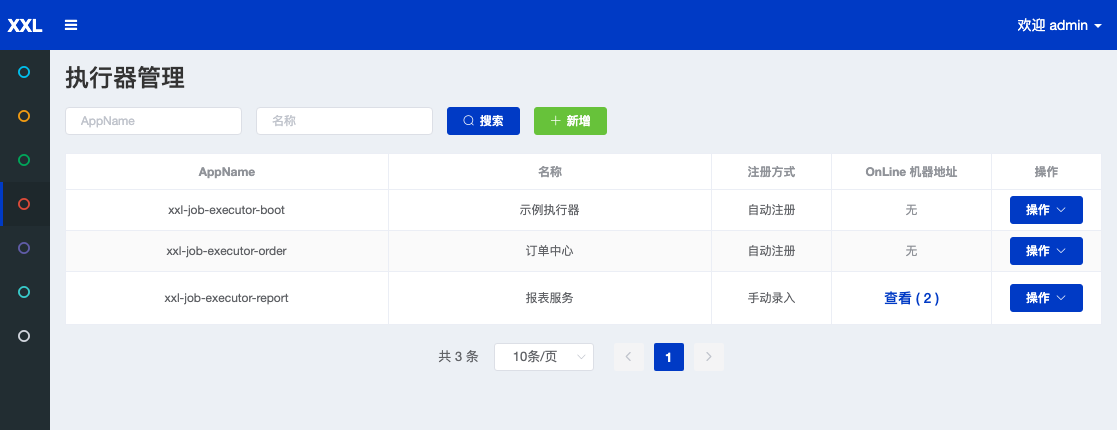 XXL 欢迎 admin
执行器管理
AppName 名称 搜索 新增
AppName 名称 注册方式 OnLine 机器地址 操作
xxl-job-executor-boot 示例执行器 自动注册 无 操作
xxl-job-executor-order 订单中心 自动注册 无 操作
xxl-job-executor-report 报表服务 手动录入 查看 ( 2 ) 操作
共 3 条 10条/页 1